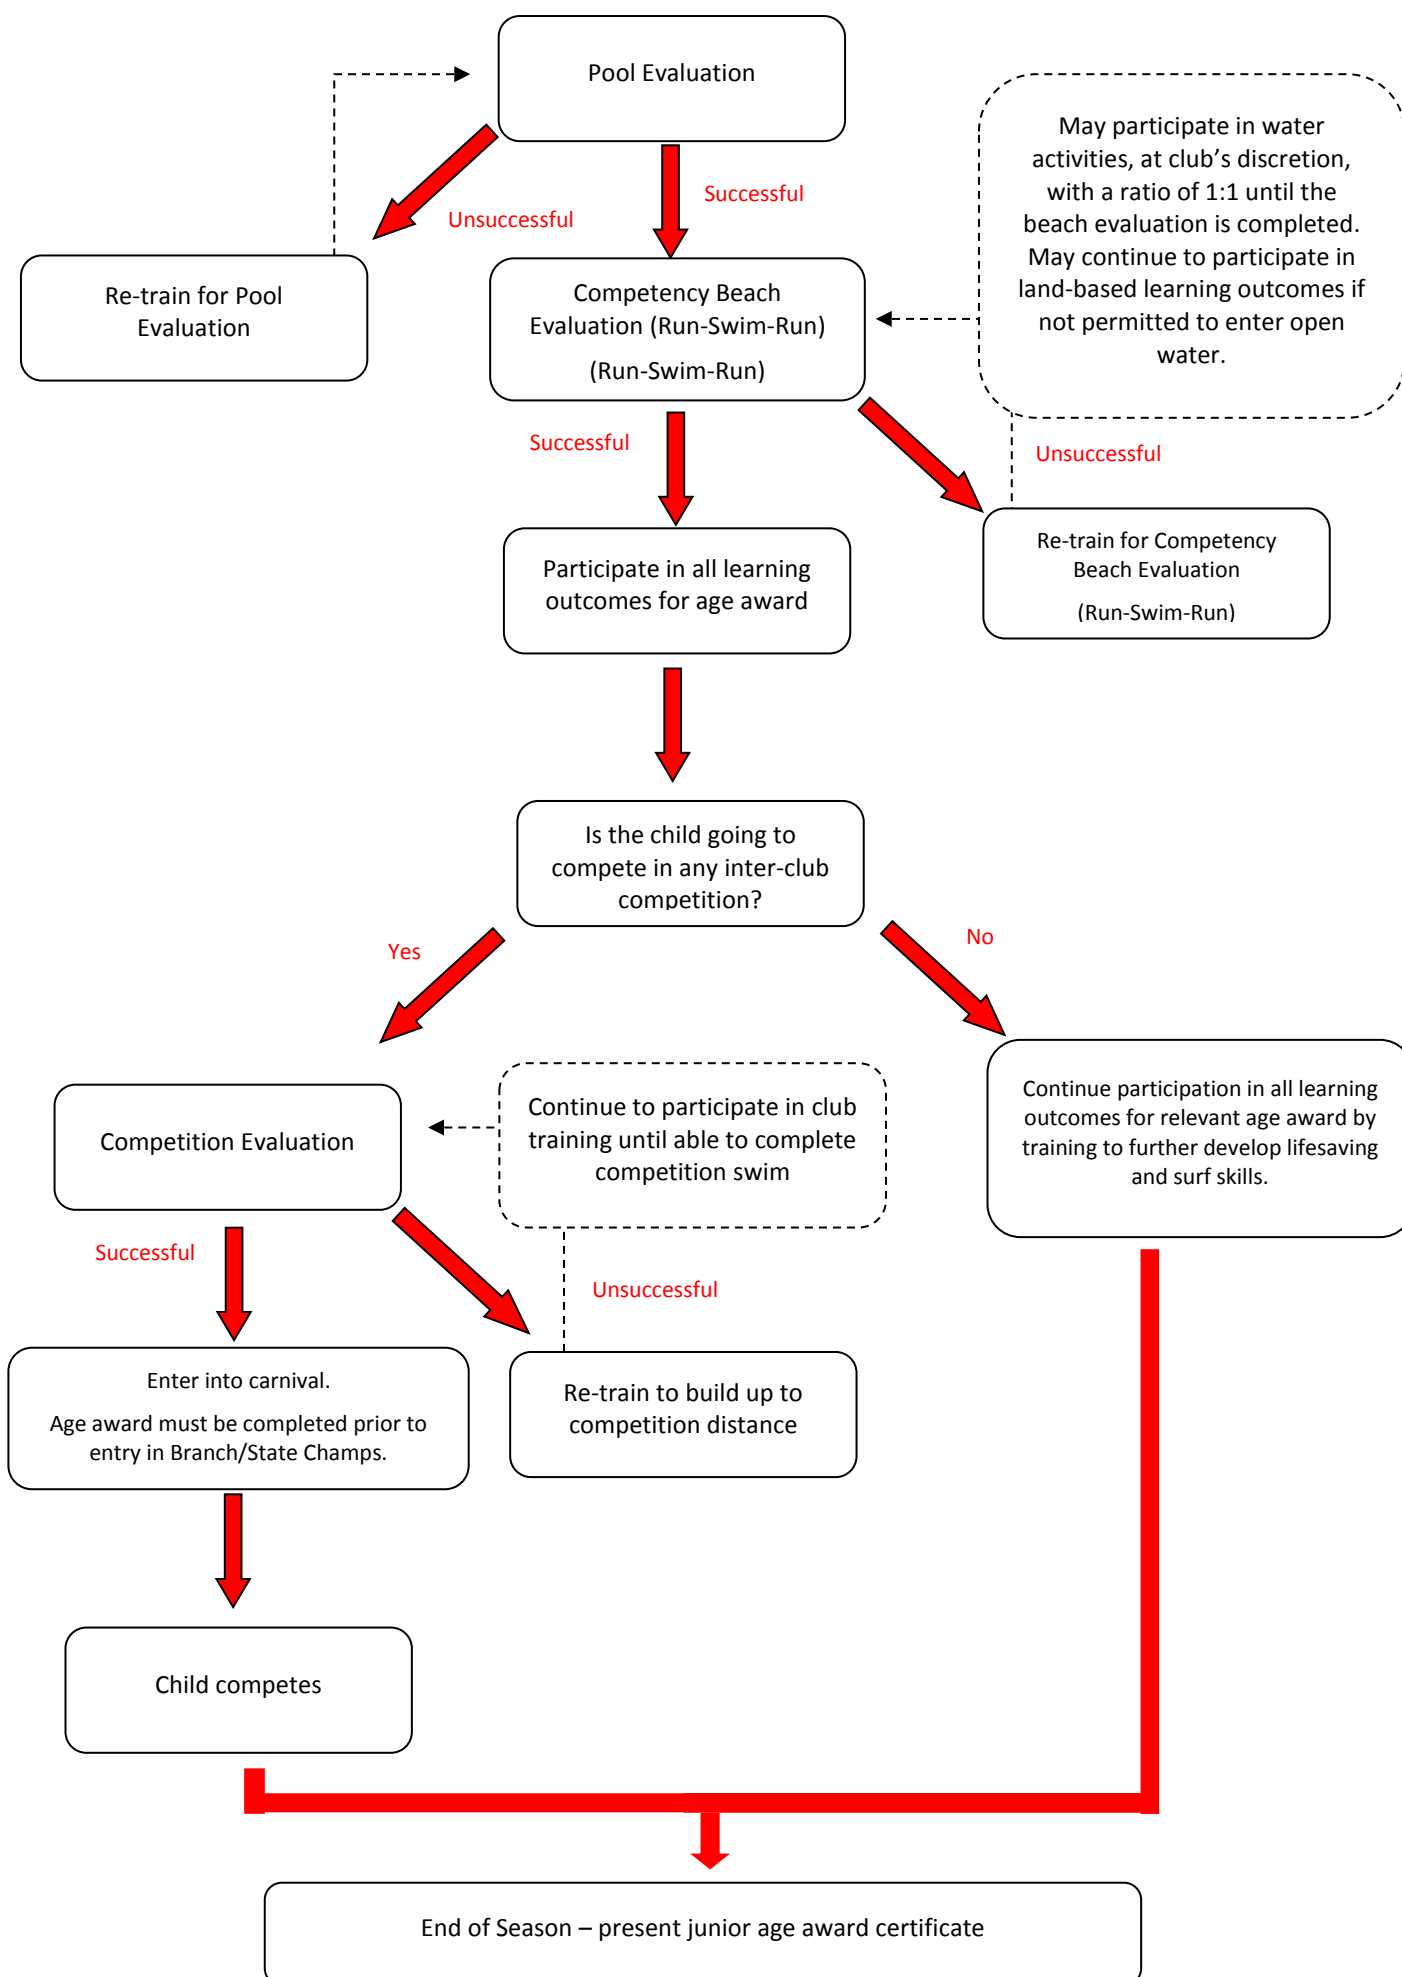 Pool Evaluation
May participate in water
activities, at club's discretion,
with a ratio of 1:1 until the
beach evaluation is completed.
May continue to participate in
land-based learning outcomes if
not permitted to enter open
water.
Successful
Unsuccessful
Re-train for Pool
Evaluation
Competency Beach
Evaluation (Run-Swim-Run)
(Run-Swim-Run)
Successful
Unsuccessful
Re-train for Competency
Beach Evaluation
(Run-Swim-Run)
Participate in all learning
outcomes for age award
Is the child going to
compete in any inter-club
competition?
Yes
No
Continue participation in all learning
outcomes for relevant age award by
training to further develop lifesaving
and surf skills.
Continue to participate in club
training until able to complete
competition swim
Competition Evaluation
Successful
Unsuccessful
Enter into carnival.
Age award must be completed prior to
entry in Branch/State Champs.
Re-train to build up to
competition distance
Child competes
End of Season – present junior age award certificate